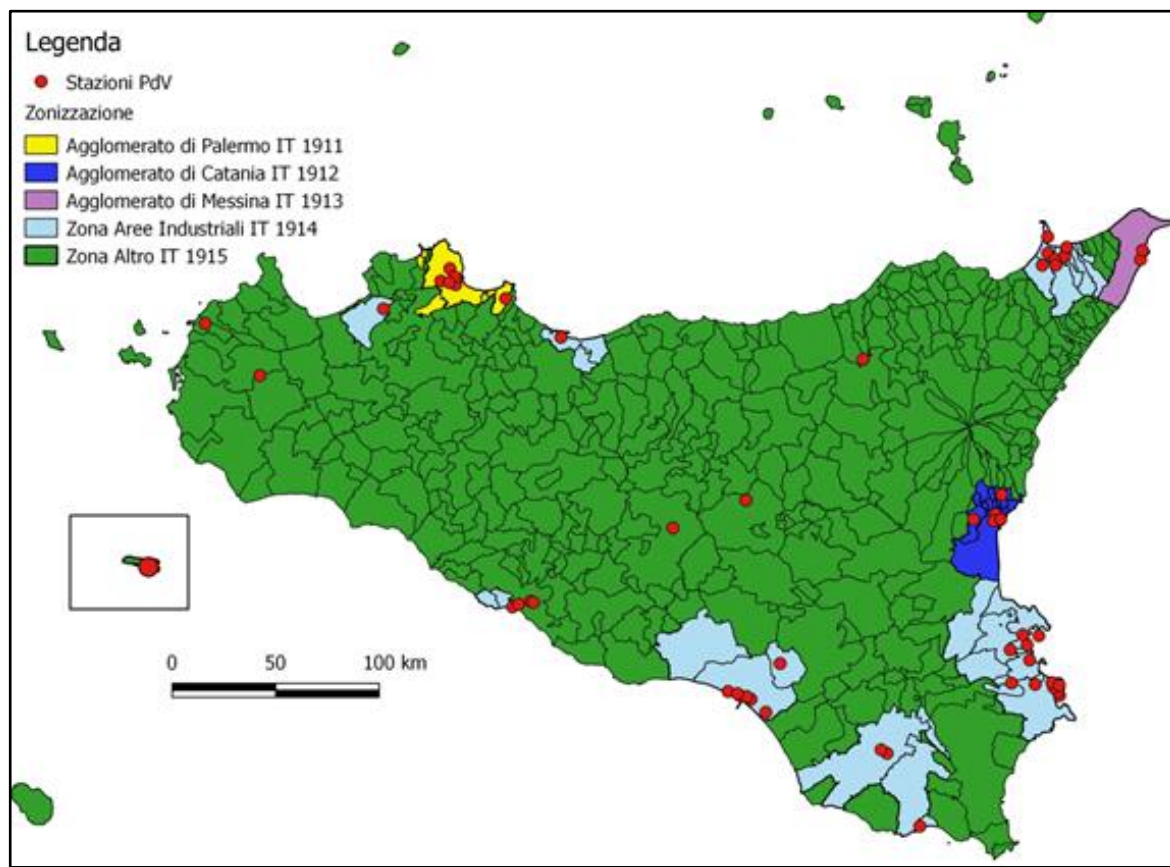 Legenda
Stazioni PdV
Zonizzazione
Agglomerato di Palermo IT 1911
Agglomerato di Catania IT 1912
Agglomerato di Messina IT 1913
Zona Aree Industriali IT 1914
Zona Altro IT 1915
0 50 100 km